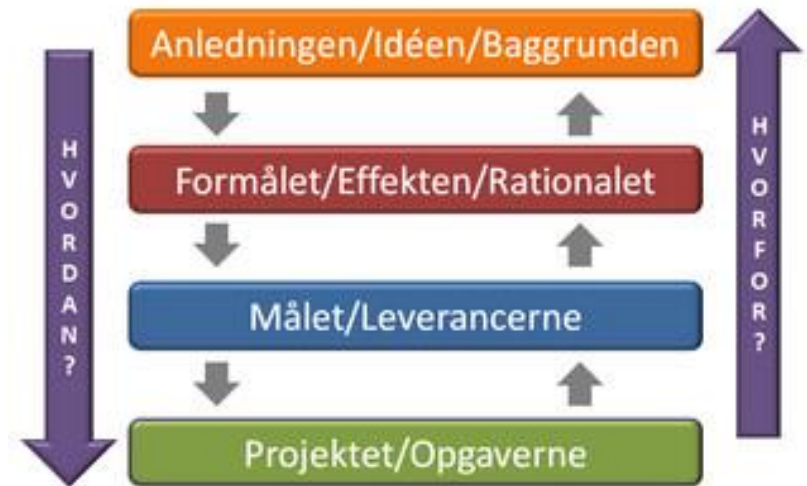 Anledningen/Idéen/Baggrunden
HVORDAN?
HVORFOR?
Formålet/Effekten/Rationalet
Målet/Leverancerne
Projektet/Opgaverne